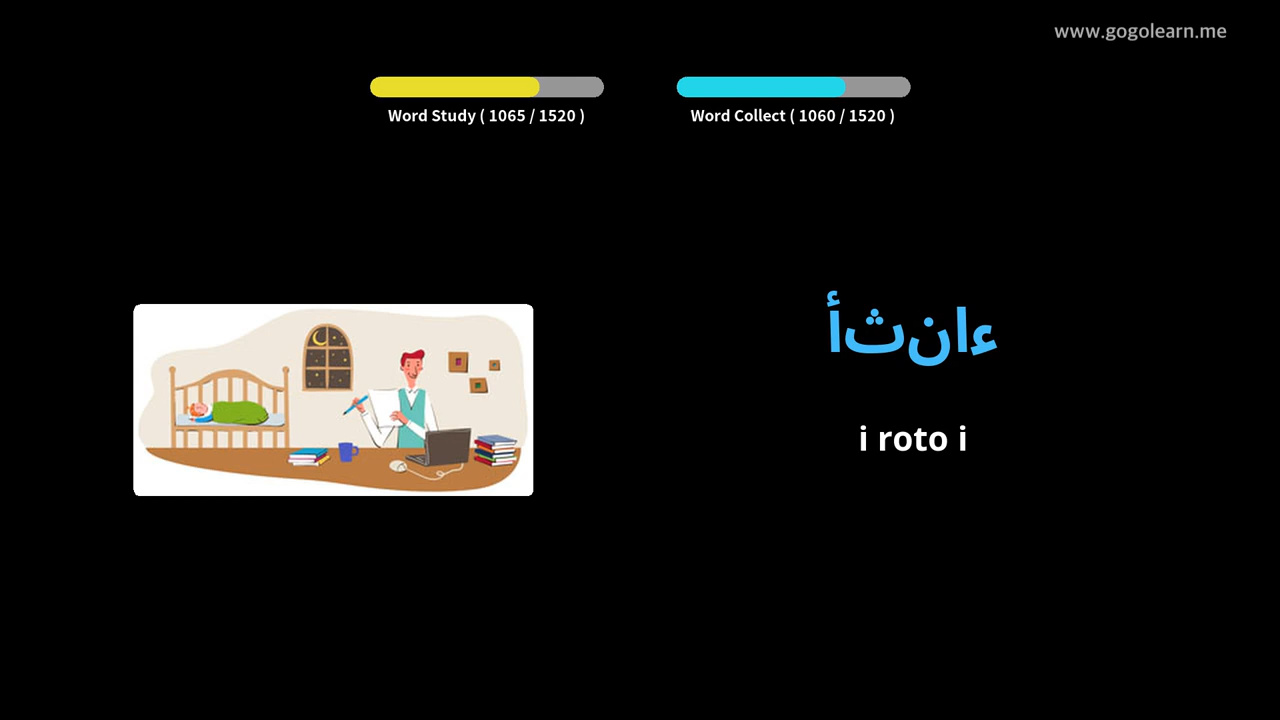 www.gogolearn.me
Word Study ( 1065 / 1520 )
Word Collect ( 1060 / 1520 )
أثناء
i roto i